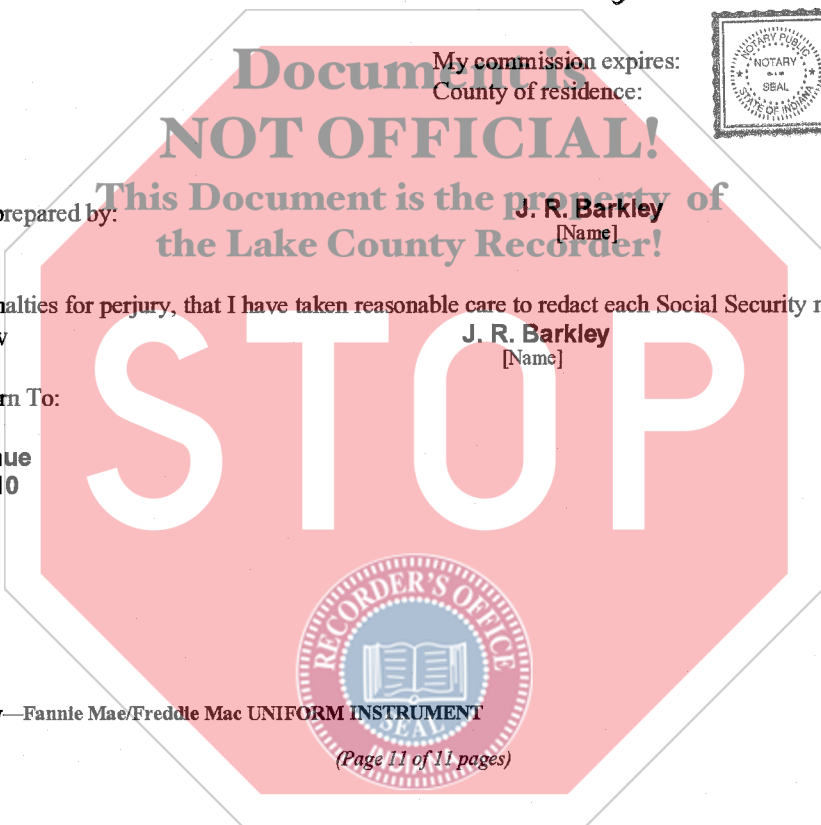 My commission expires:
County of residence:
NOTARY PUBLIC
NOTARY
SEAL
STATE OF INDIANA
Document is
NOT OFFICIAL!
This Document is the property of
the Lake County Recorder!
prepared by:
J. R. Barkley
[Name]
alties for perjury, that I have taken reasonable care to redact each Social Security
J. R. Barkley
[Name]
rn To:
ue
STOP
RECORDER'S OFFICE
SEAL
—Fannie Mae/Freddie Mac UNIFORM INSTRUMENT
(Page 11 of 11 pages)